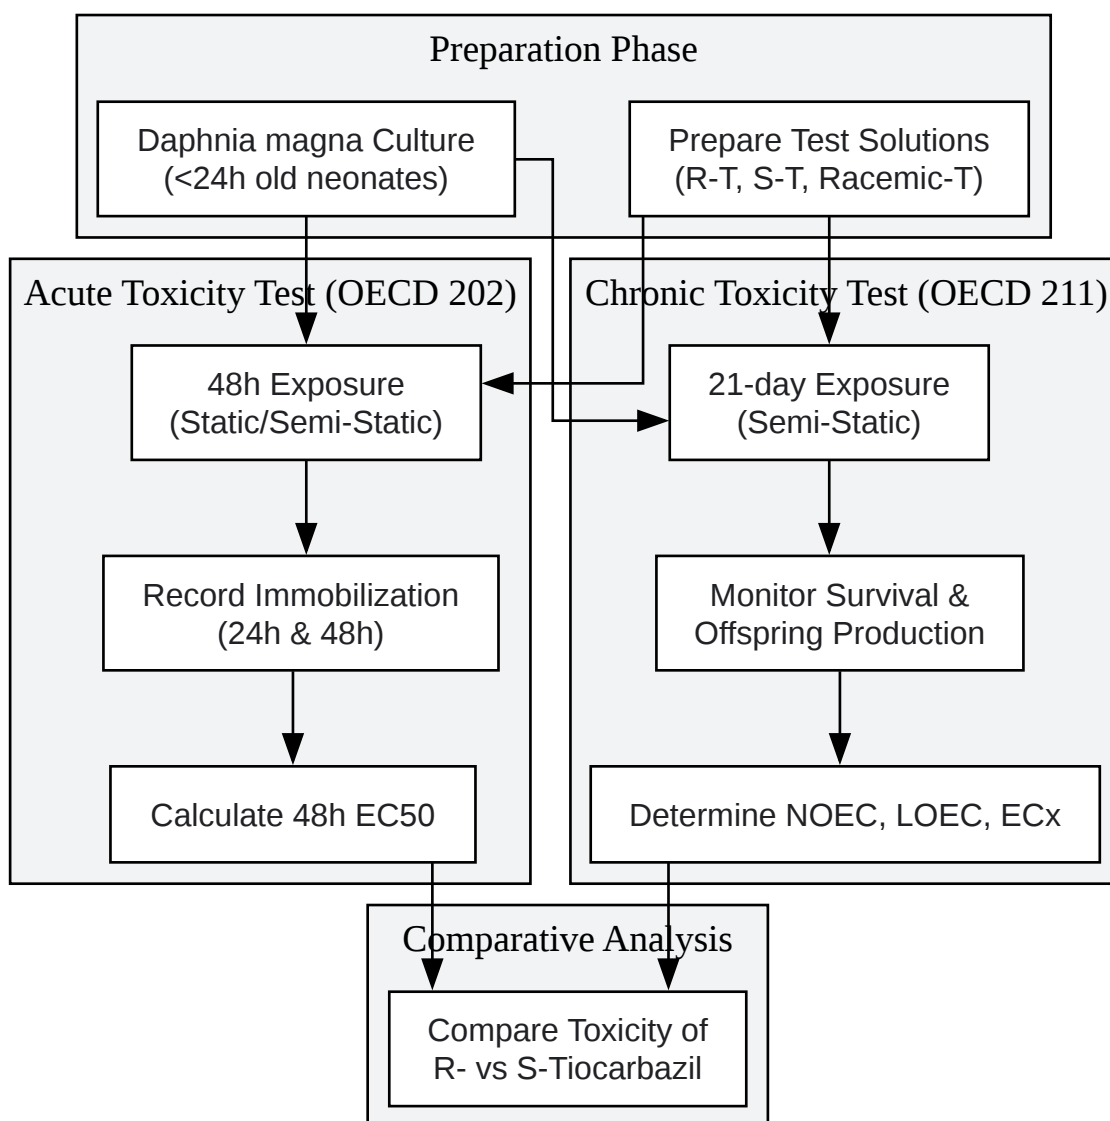 Preparation Phase
Daphnia magna Culture
(<24h old neonates)
Prepare Test Solutions
(R-T, S-T, Racemic-T)
Acute Toxicity Test (OECD 202)
48h Exposure
(Static/Semi-Static)
Record Immobilization
(24h & 48h)
Calculate 48h EC50
Chronic Toxicity Test (OECD 211)
21-day Exposure
(Semi-Static)
Monitor Survival &
Offspring Production
Determine NOEC, LOEC, ECx
Comparative Analysis
Compare Toxicity of
R- vs S-Tiocarbazil